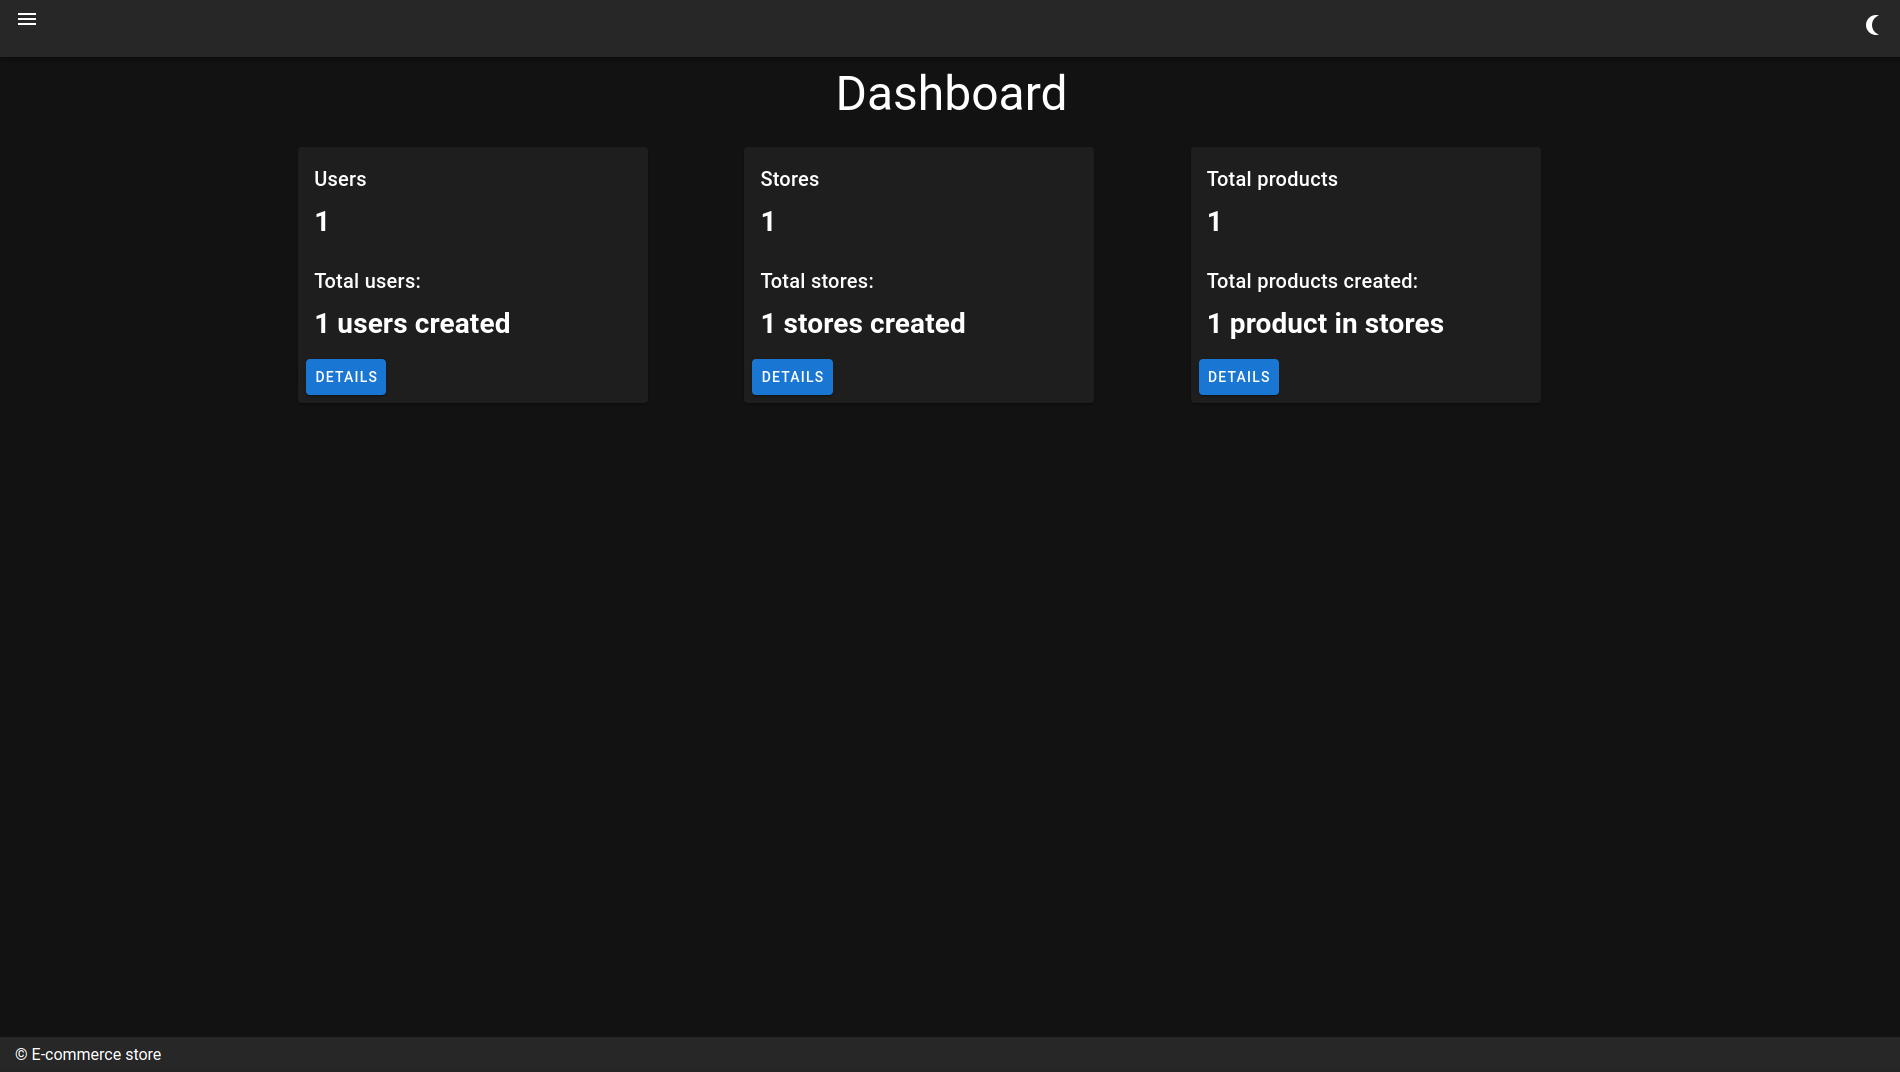 Dashboard
Users
1
Total users:
1 users created
DETAILS
Stores
1
Total stores:
1 stores created
DETAILS
Total products
1
Total products created:
1 product in stores
DETAILS
© E-commerce store